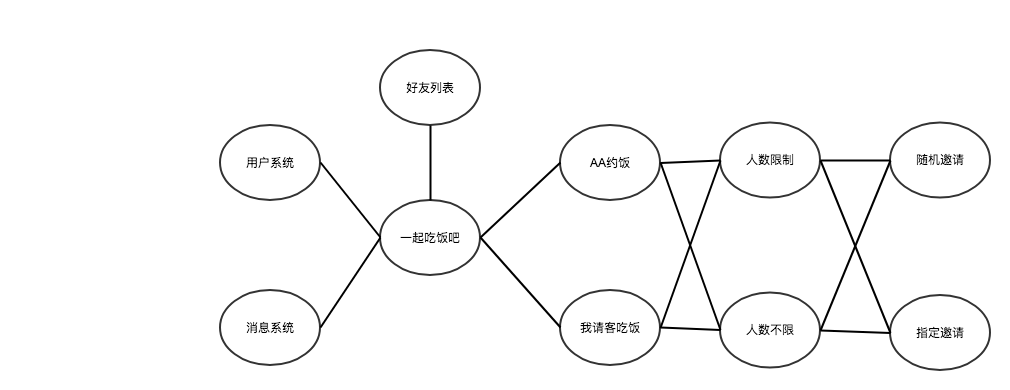 好友列表
用户系统
AA约饭
人数限制
随机邀请
一起吃饭吧
消息系统
我请客吃饭
人数不限
指定邀请